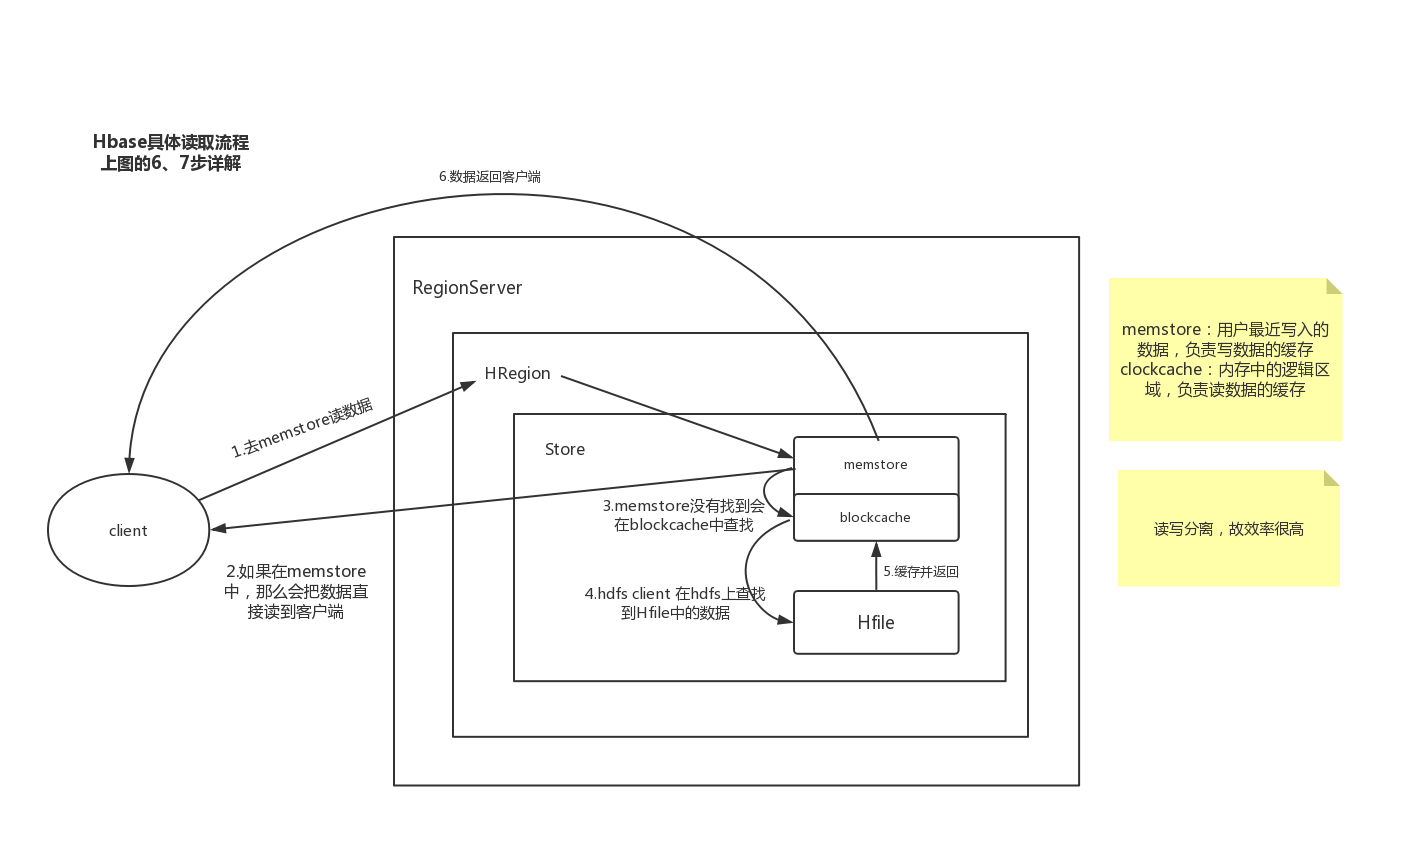 Hbase具体读取流程
上图的6、7步详解
6.数据返回客户端
RegionServer
HRegion
1.去memstore读数据
Store
memstore
blockcache
3.memstore没有找到会
在blockcache中查找
client
2.如果在memstore
中，那么会把数据直
接读到客户端
4.hdfs client 在hdfs上查找
到Hfile中的数据
5.缓存并返回
Hfile
memstore：用户最近写入的
数据，负责写数据的缓存
clockcache：内存中的逻辑区
域，负责读数据的缓存
读写分离，故效率很高